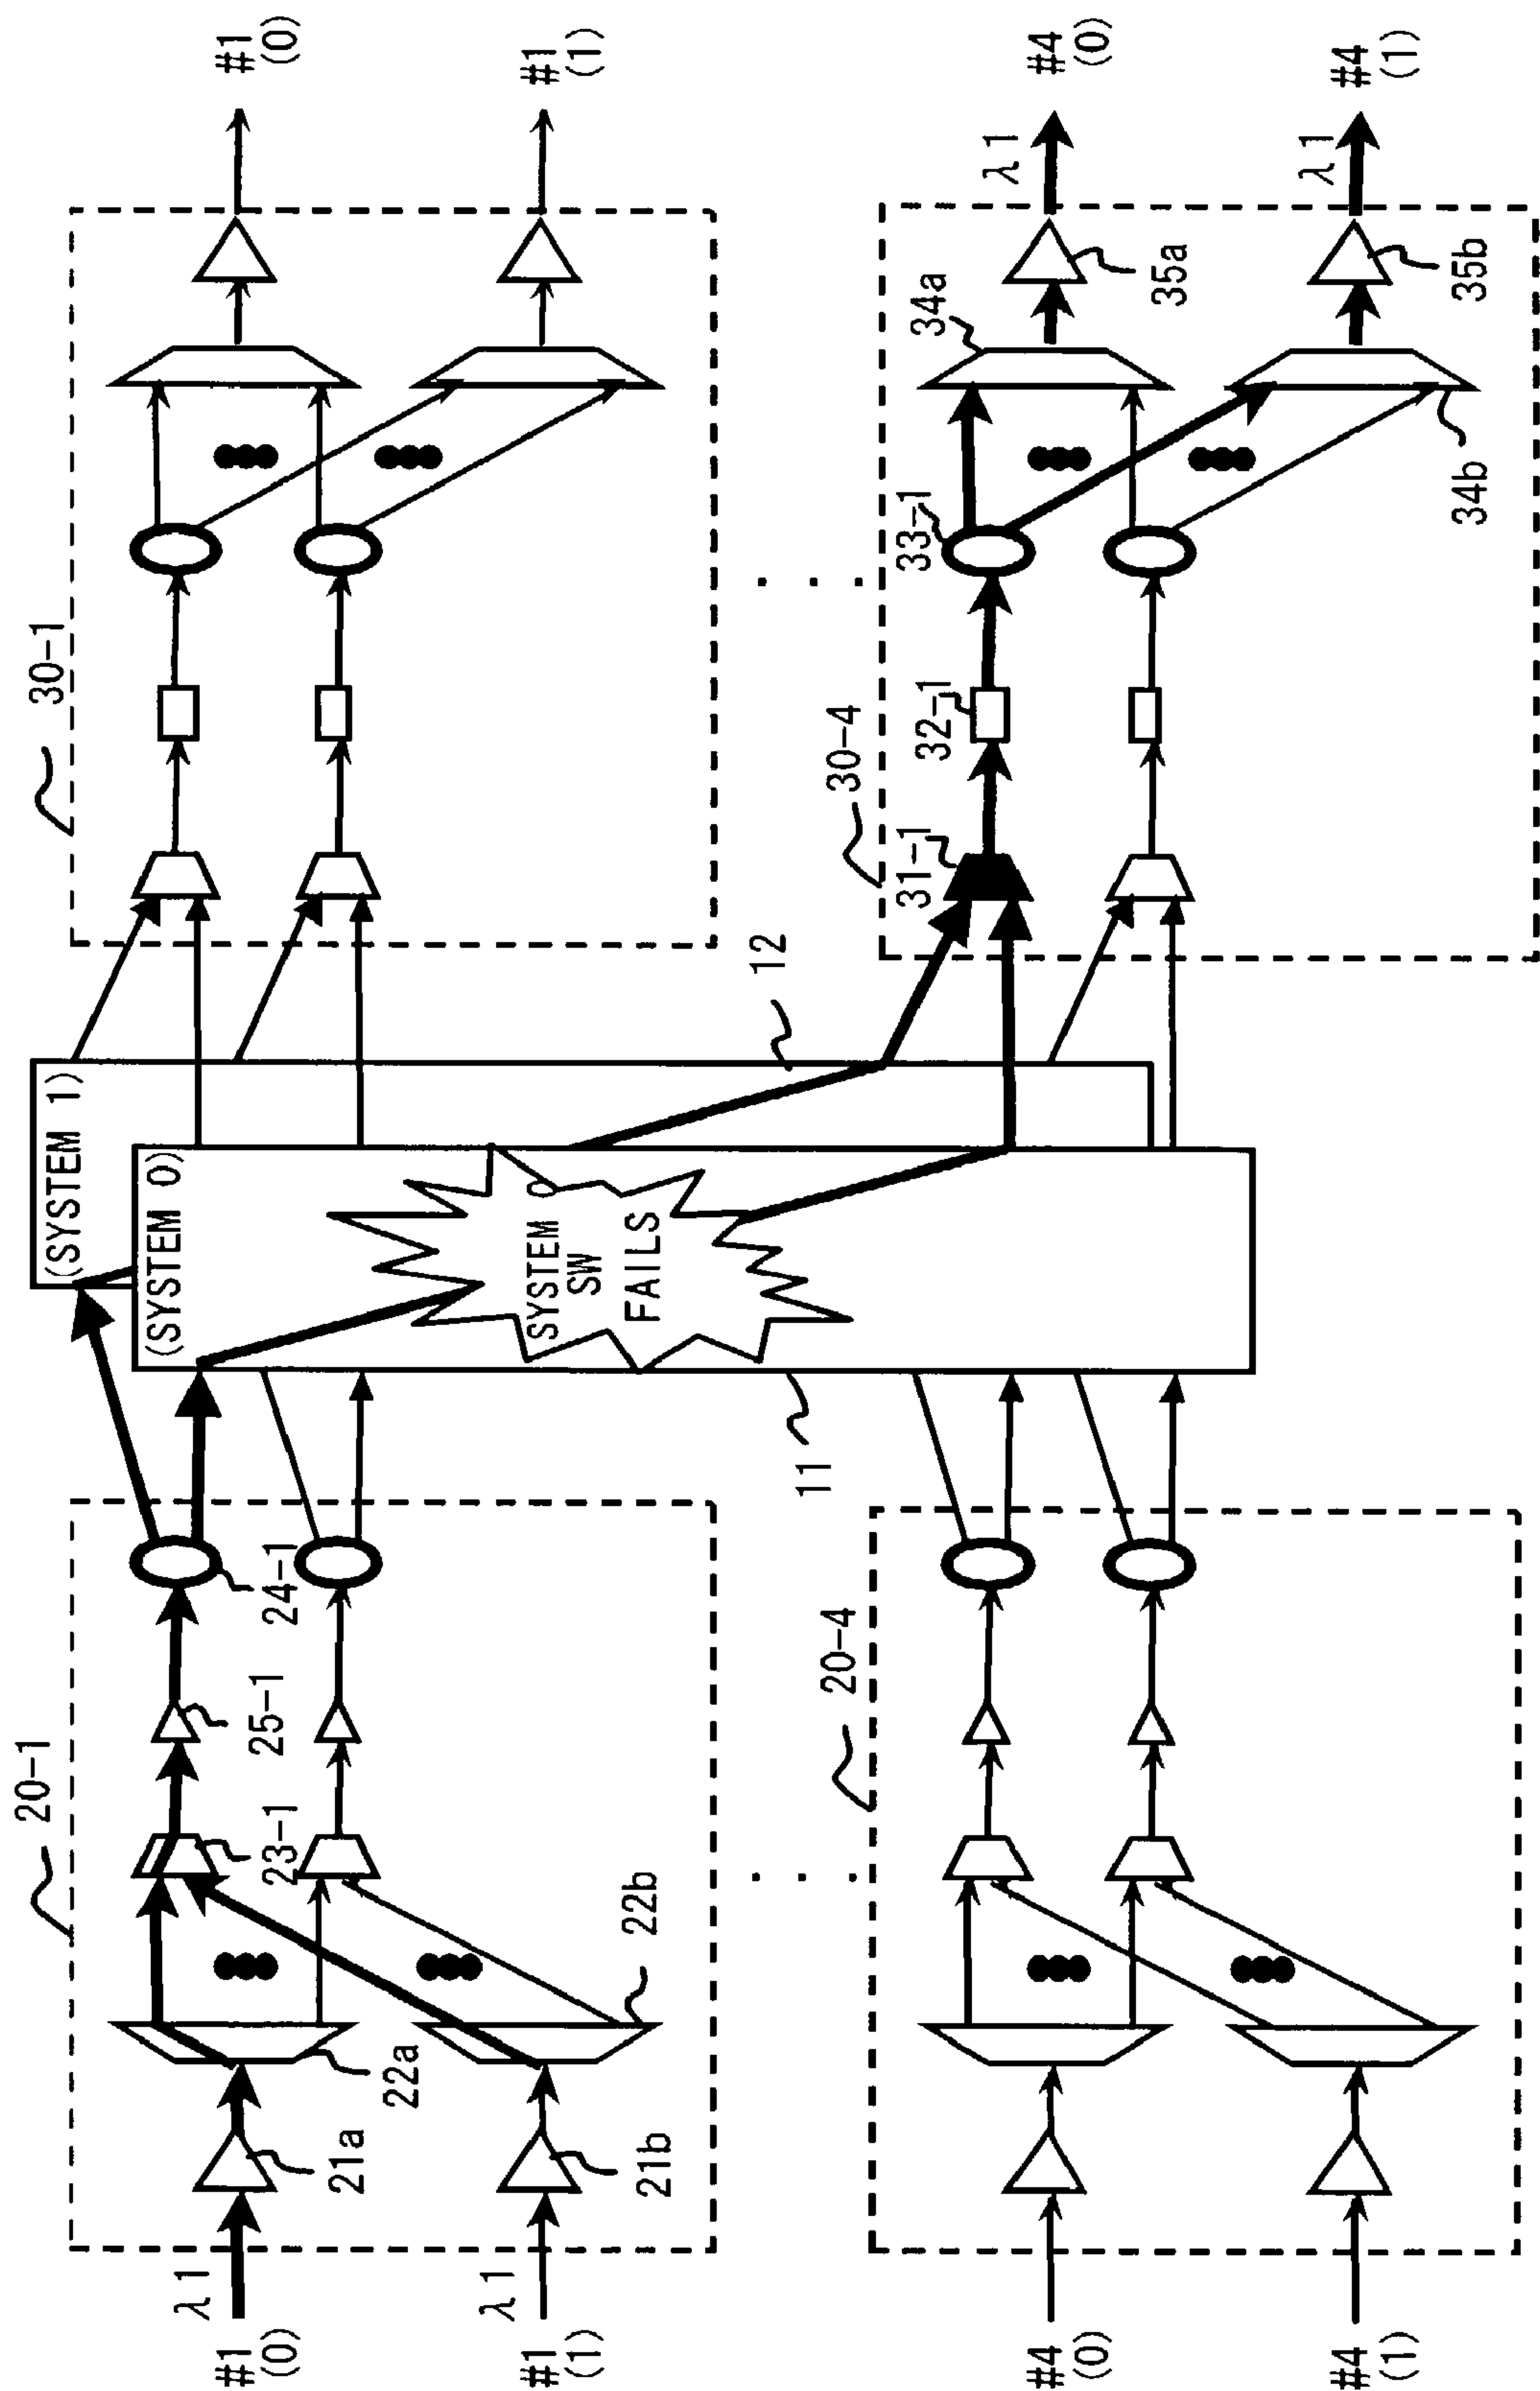 #1
(0)
λ1
#1
(1)
λ1
20-1
21a
22a
21b
22b
23-1
25-1
24-1
#4
(0)
#4
(1)
20-4
11
(SYSTEM 1)
(SYSTEM 0)
SYSTEM 0
SW
FAILS
12
30-1
#1
(0)
#1
(1)
30-4
31-1
32-1
33-1
34a
34b
35a
35b
λ1
#4
(0)
λ1
#4
(1)